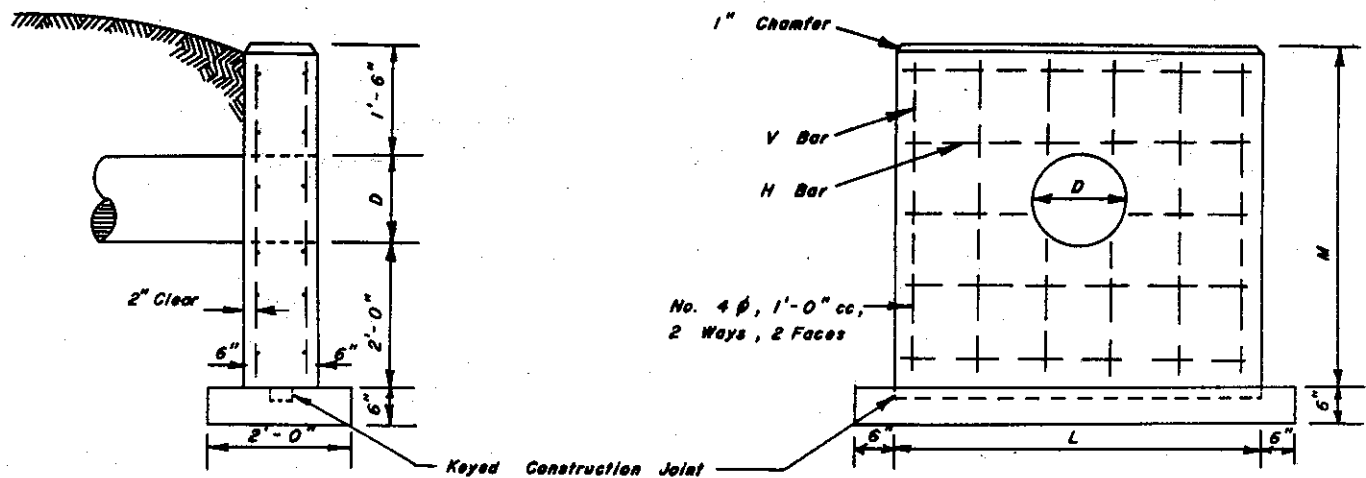 1'-6"
D
2" Clear
2'-0"
6"
6"
6"
2'-0"
Keyed Construction Joint
1" Chamfer
V Bar
H Bar
D
M
No. 4 ϕ, 1'-0" cc,
2 Ways, 2 Faces
6"
6"
L
6"